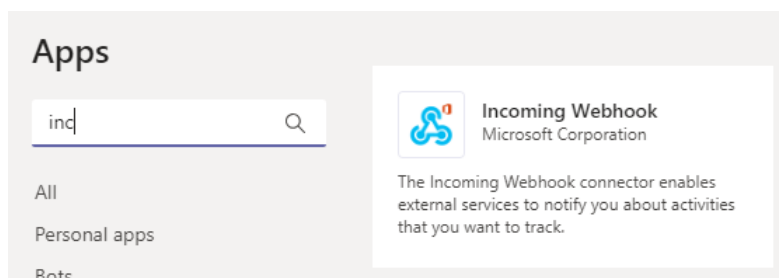 Apps
inc
All
Personal apps
Bots
Incoming Webhook
Microsoft Corporation
The Incoming Webhook connector enables
external services to notify you about activities
that you want to track.